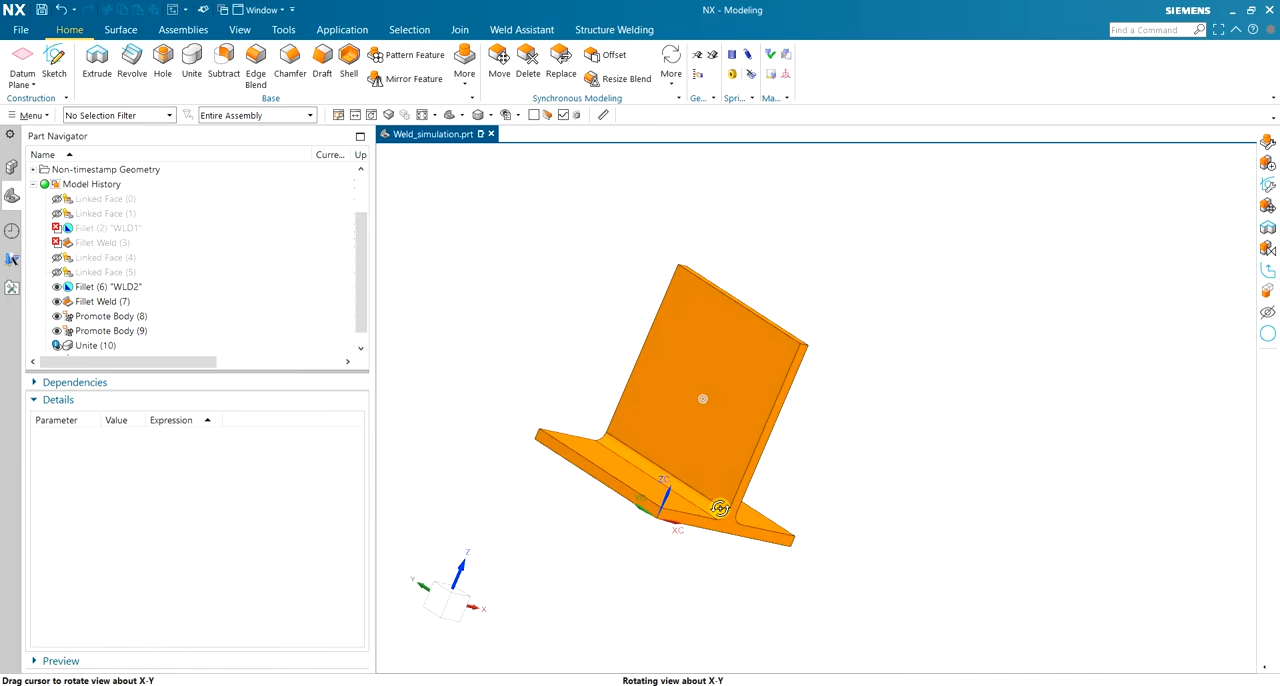 NX Window NX - Modeling SIEMENS
File Home Surface Assemblies View Tools Application Selection Join Weld Assistant Structure Welding Find a Command
Datum Plane Sketch Extrude Revolve Hole Unite Subtract Edge Blend Chamfer Draft Shell Pattern Feature Mirror Feature More Move Delete Replace Offset Resize Blend More
Construction Base Synchronous Modeling Ge... Spri... Ma...
Menu No Selection Filter Entire Assembly
Part Navigator
Weld_simulation.prt
Name Curre... Up
Non-timestamp Geometry
Model History
Linked Face (0)
Linked Face (1)
Fillet (2) "WLD1"
Fillet Weld (3)
Linked Face (4)
Linked Face (5)
Fillet (6) "WLD2"
Fillet Weld (7)
Promote Body (8)
Promote Body (9)
Unite (10)
Dependencies
Details
Parameter Value Expression
ZC
XC
Z
Y
X
Preview
Drag cursor to rotate view about X-Y Rotating view about X-Y